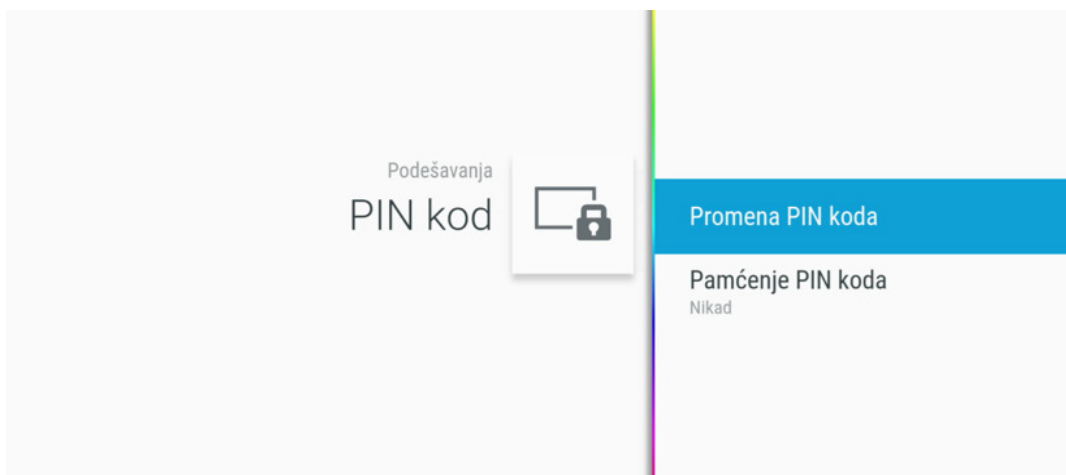 Podešavanja
PIN kod
Promena PIN koda
Pamćenje PIN koda
Nikad